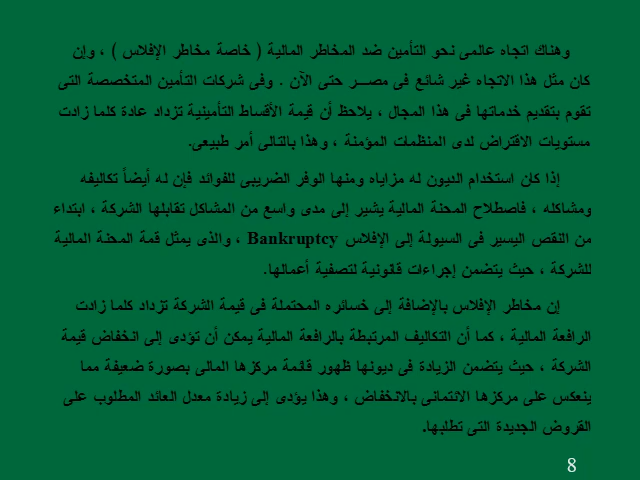 وهناك اتجاه عالمى نحو التأمين ضد المخاطر المالية ( خاصة مخاطر الإفلاس ) ، وإن
كان مثل هذا الاتجاه غير شائع فى مصـــر حتى الآن . وفى شركات التأمين المتخصصة التى
تقوم بتقديم خدماتها فى هذا المجال ، يلاحظ أن قيمة الأقساط التأمينية تزداد عادة كلما زادت
مستويات الاقتراض لدى المنظمات المؤمنة ، وهذا بالتالى أمر طبيعى.
إذا كان استخدام الديون له مزاياه ومنها الوفر الضريبى للفوائد فإن له أيضاً تكاليفه
ومشاكله ، فاصطلاح المحنة المالية يشير إلى مدى واسع من المشاكل تقابلها الشركة ، ابتداء
من النقص اليسير فى السيولة إلى الإفلاس Bankruptcy ، والذى يمثل قمة المحنة المالية
للشركة ، حيث يتضمن إجراءات قانونية لتصفية أعمالها.
إن مخاطر الإفلاس بالإضافة إلى خسائره المحتملة فى قيمة الشركة تزداد كلما زادت
الرافعة المالية ، كما أن التكاليف المرتبطة بالرافعة المالية يمكن أن تؤدى إلى انخفاض قيمة
الشركة ، حيث يتضمن الزيادة فى ديونها ظهور قائمة مركزها المالى بصورة ضعيفة مما
ينعكس على مركزها الائتمانى بالانخفاض ، وهذا يؤدى إلى زيادة معدل العائد المطلوب على
القروض الجديدة التى تطلبها.
8